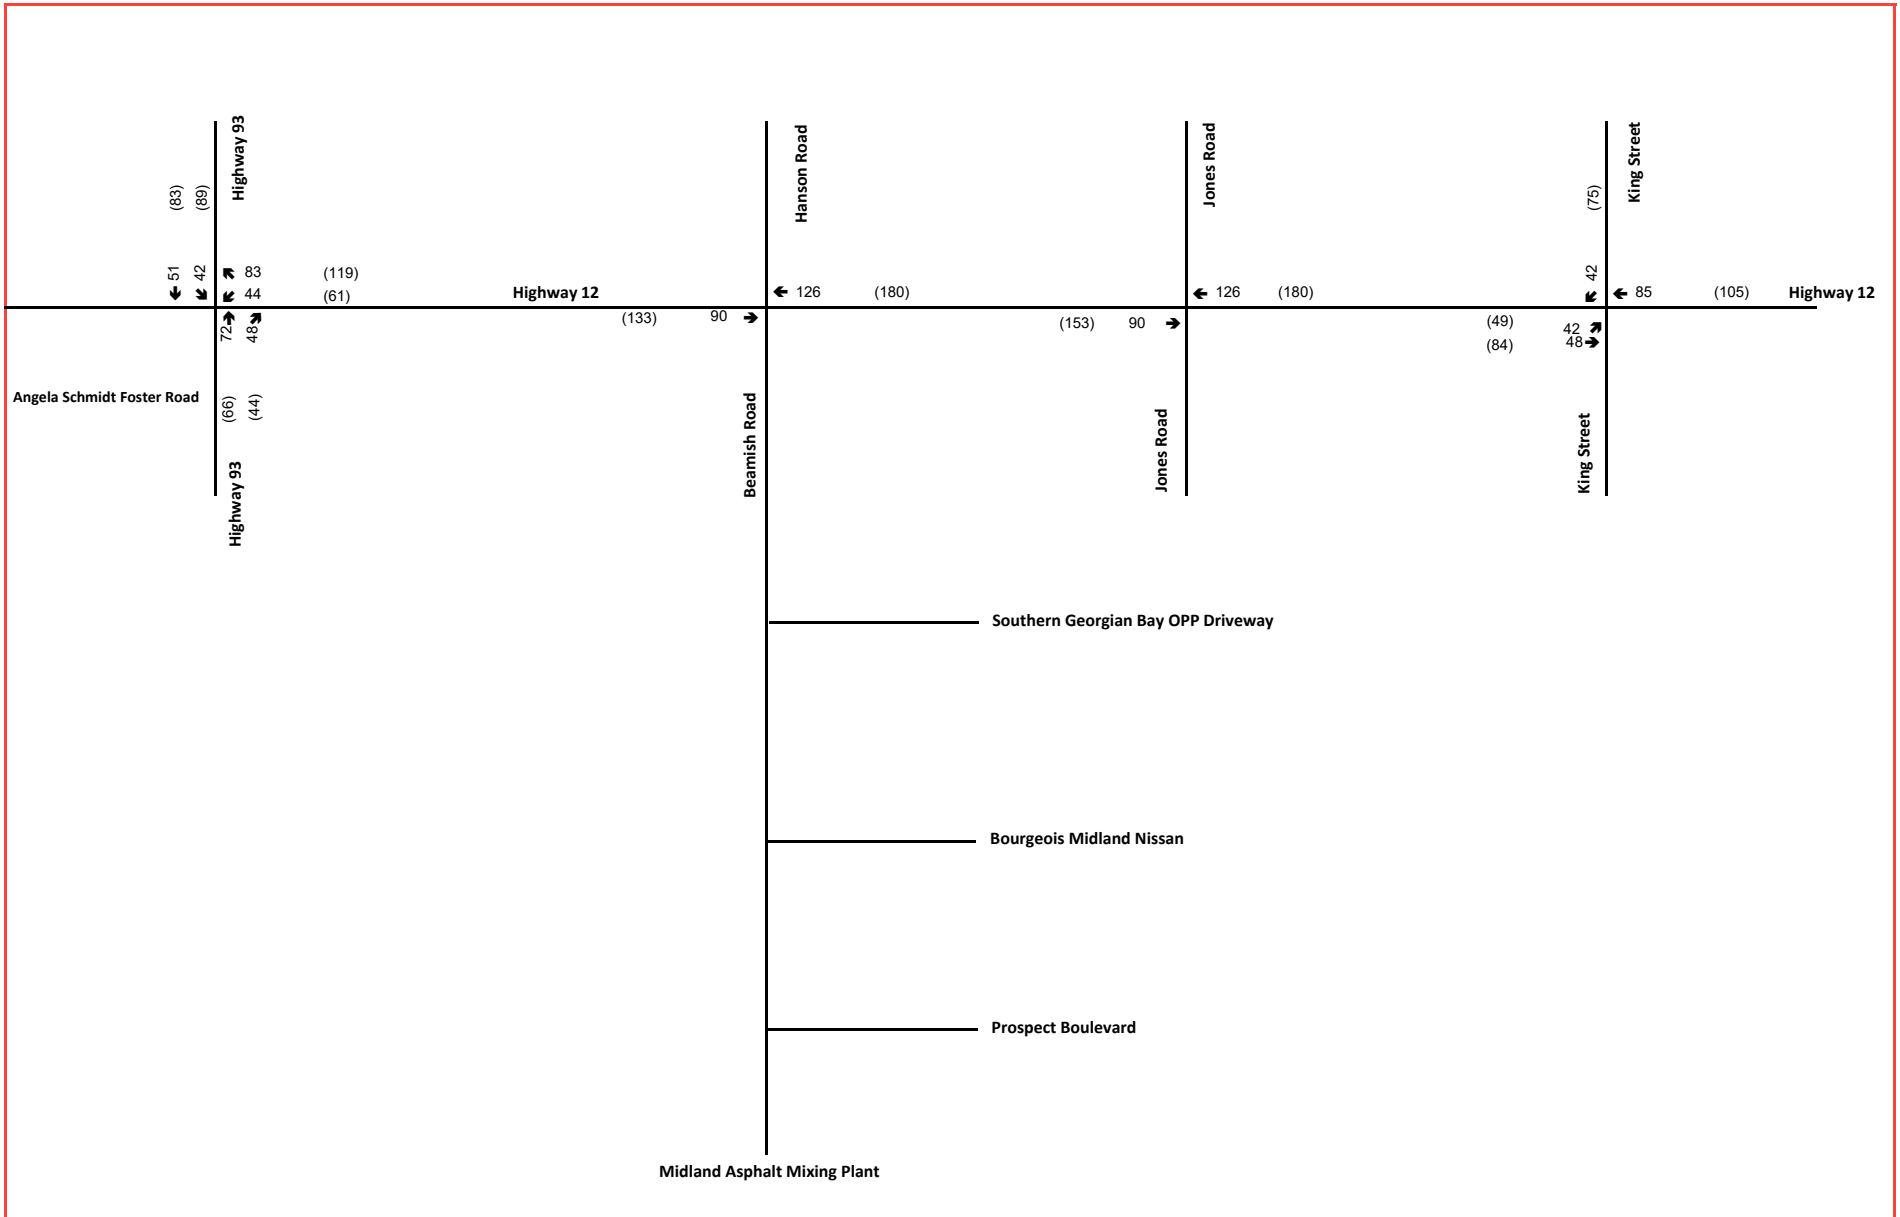 Highway 93
Hanson Road
Jones Road
King Street
(83) (89)
(75)
51 42 83 (119)
44 (61)
Highway 12
126 (180)
126 (180)
42
85 (105) Highway 12
(133) 90
(153) 90
(49) 42
(84) 48
72 48
(66) (44)
Angela Schmidt Foster Road
Highway 93
Beamish Road
Jones Road
King Street
Southern Georgian Bay OPP Driveway
Bourgeois Midland Nissan
Prospect Boulevard
Midland Asphalt Mixing Plant